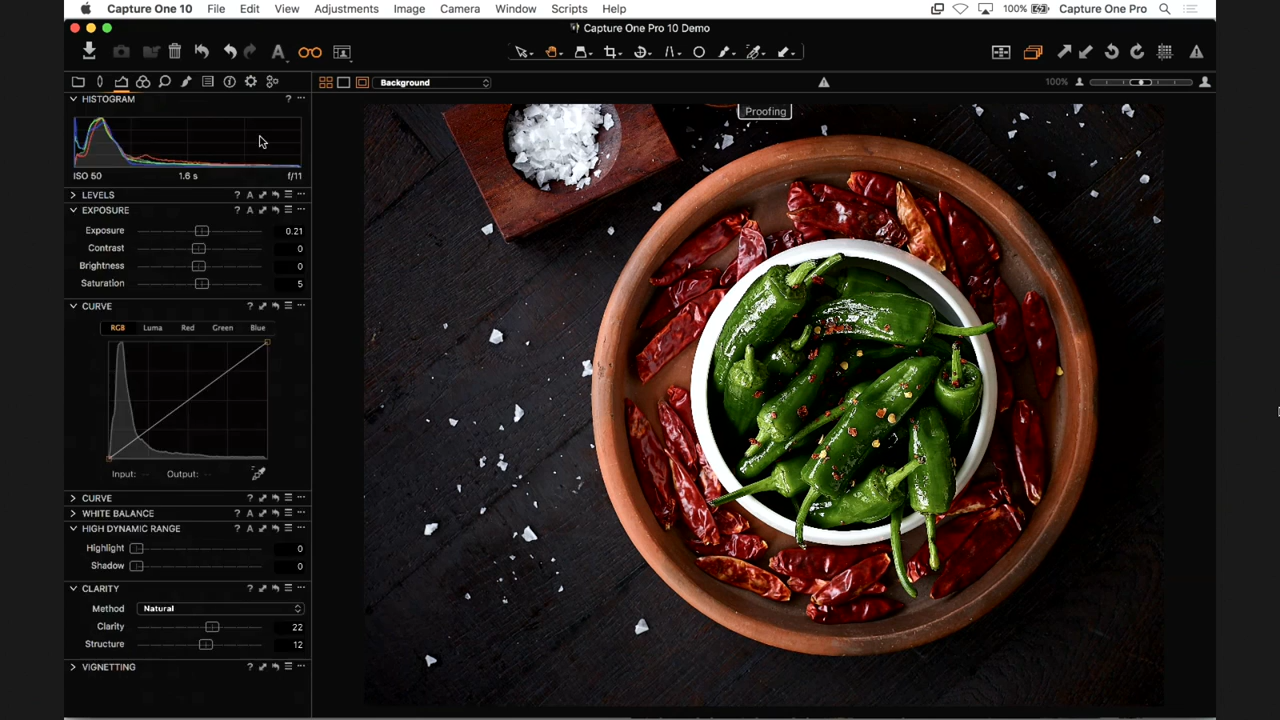 Capture One 10 File Edit View Adjustments Image Camera Window Scripts Help 100% Capture One Pro
Capture One Pro 10 Demo
Background 100%
HISTOGRAM ?
Proofing
ISO 50 1.6 s f/11
LEVELS ? A
EXPOSURE ? A
Exposure 0.21
Contrast 0
Brightness 0
Saturation 5
CURVE ?
RGB Luma Red Green Blue
Input: -- Output: --
CURVE ?
WHITE BALANCE ? A
HIGH DYNAMIC RANGE ? A
Highlight 0
Shadow 0
CLARITY ?
Method Natural
Clarity 22
Structure 12
VIGNETTING ?